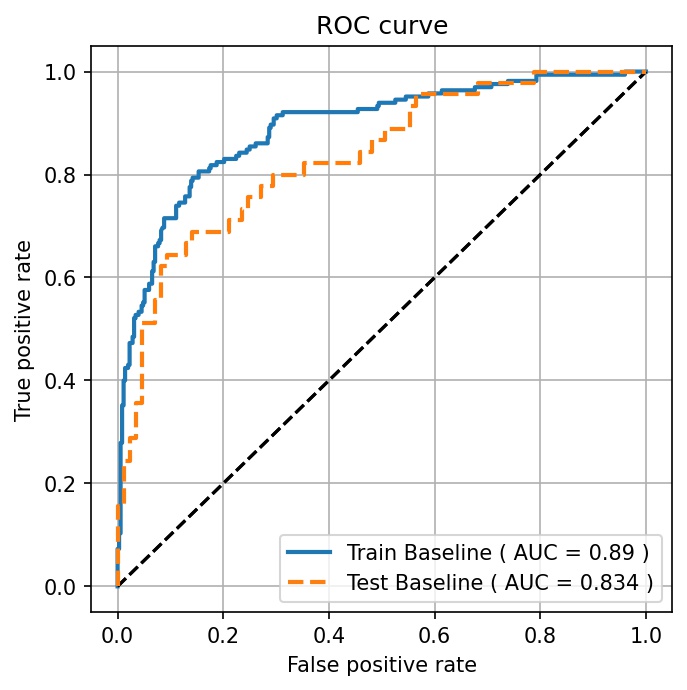 ROC curve
1.0
0.8
0.6
0.4
0.2
0.0
True positive rate
Train Baseline ( AUC = 0.89 )
Test Baseline ( AUC = 0.834 )
0.0 0.2 0.4 0.6 0.8 1.0
False positive rate